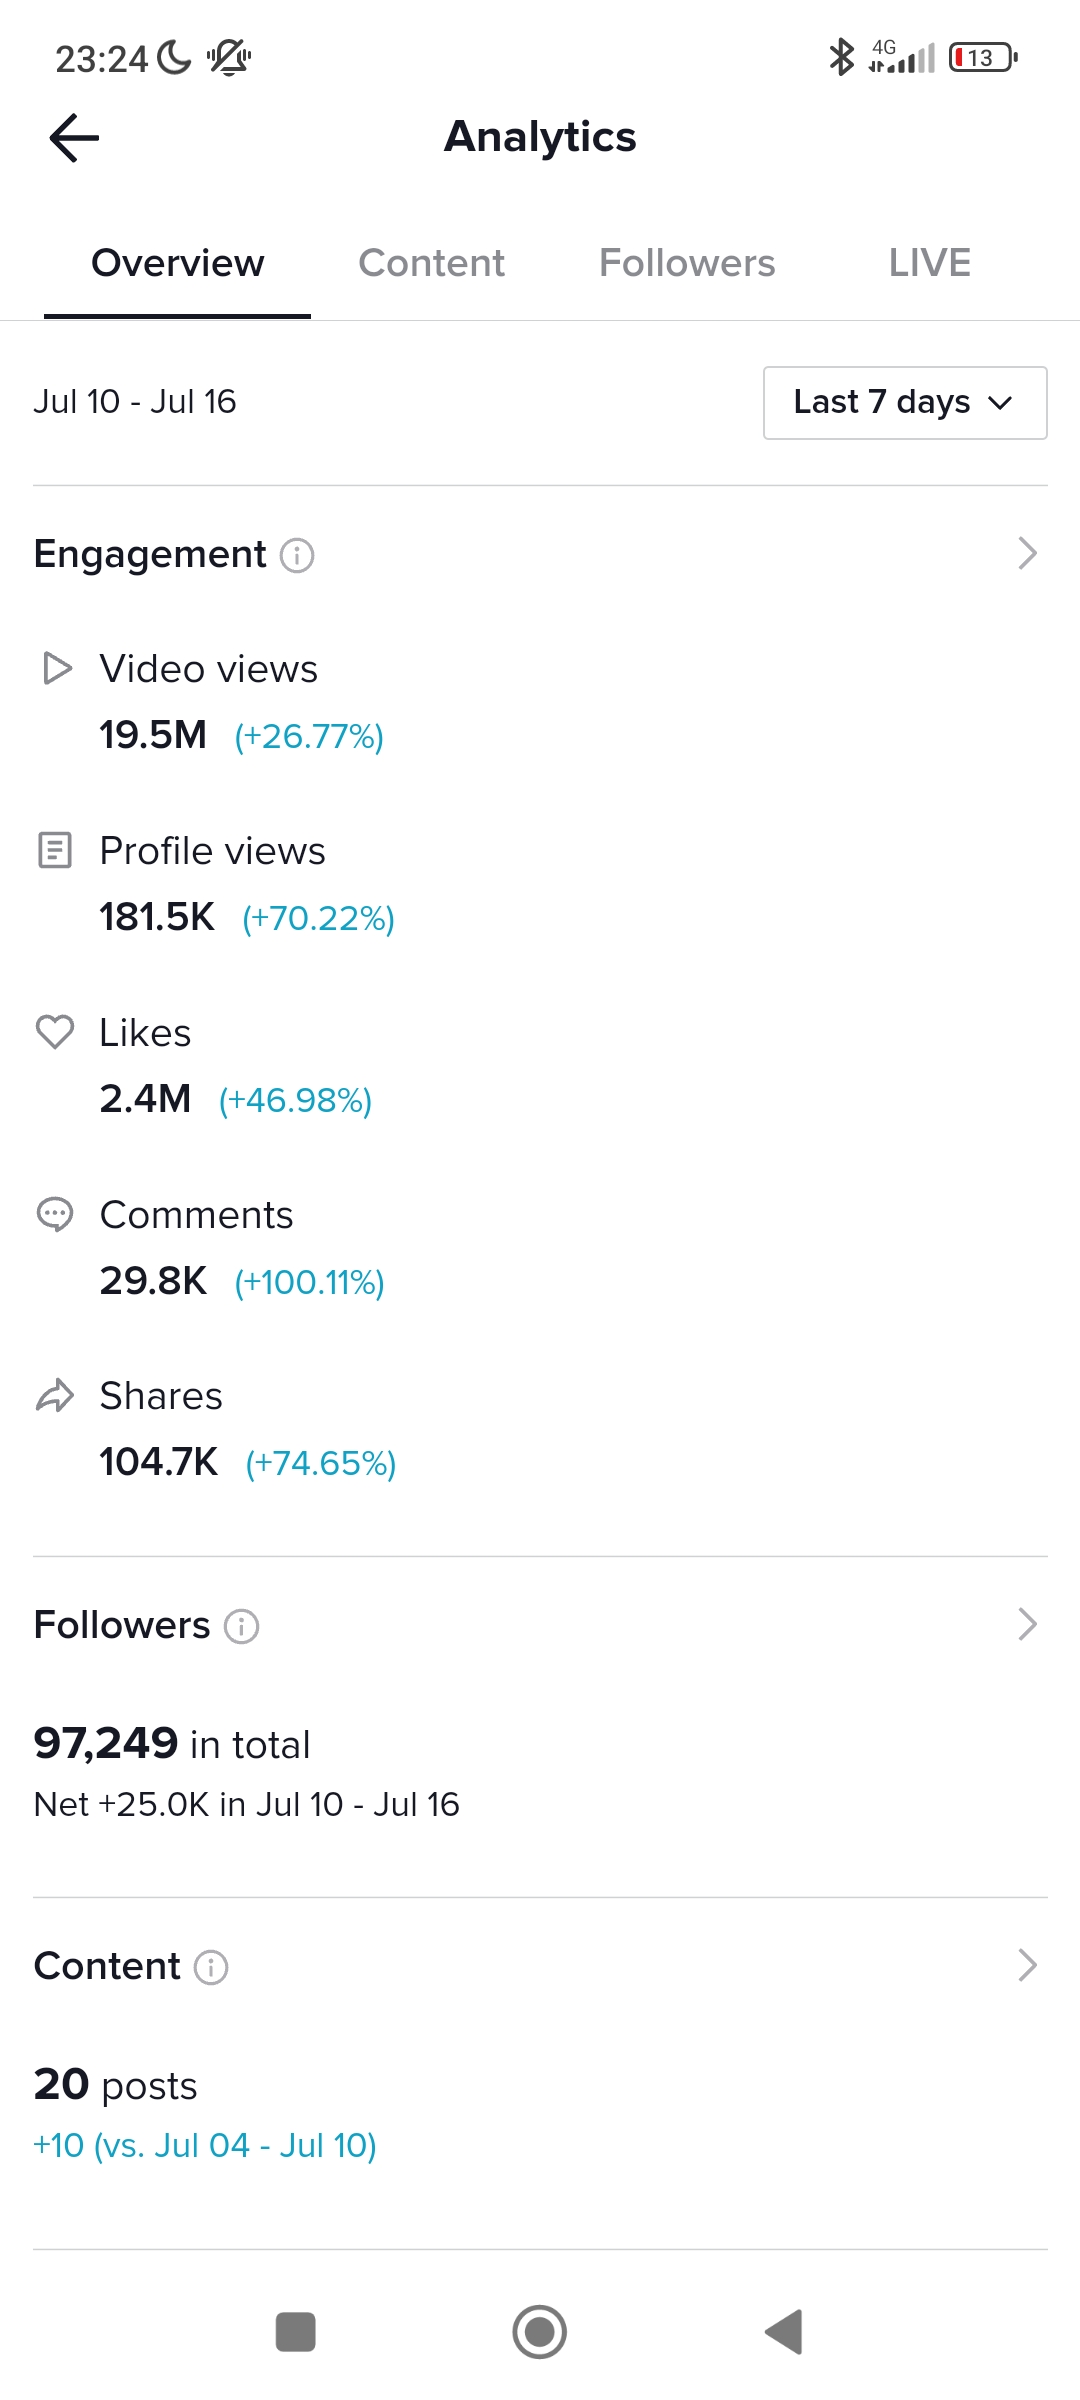 23:24 4G 13
Analytics
Overview Content Followers LIVE
Jul 10 - Jul 16 Last 7 days
Engagement
Video views
19.5M (+26.77%)
Profile views
181.5K (+70.22%)
Likes
2.4M (+46.98%)
Comments
29.8K (+100.11%)
Shares
104.7K (+74.65%)
Followers
97,249 in total
Net +25.0K in Jul 10 - Jul 16
Content
20 posts
+10 (vs. Jul 04 - Jul 10)